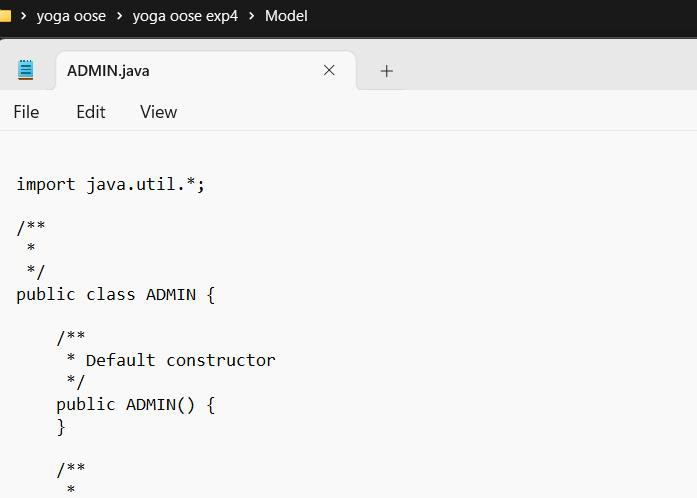 yoga oose > yoga oose exp4 > Model
ADMIN.java
File Edit View
import java.util.*;
/**
*
*/
public class ADMIN {
/**
* Default constructor
*/
public ADMIN() {
}
/**
*